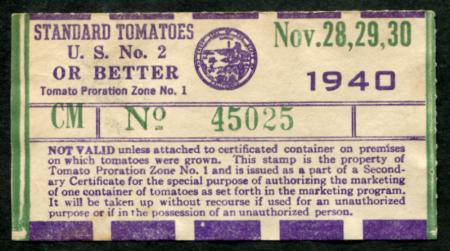 STANDARD TOMATOES
U. S. No. 2
OR BETTER
Tomato Proration Zone No. 1
Nov. 28, 29, 30
1940
CM No 45025
NOT VALID unless attached to certified container on premises
on which tomatoes were grown. This stamp is the property of
Tomato Proration Zone No. 1 and is issued as a part of a Second-
ary Certificate for the special purpose of authorizing the marketing
of one container of tomatoes as set forth in the marketing program.
It will be taken up without recourse if used for an unauthorized
purpose or if in the possession of an unauthorized person.